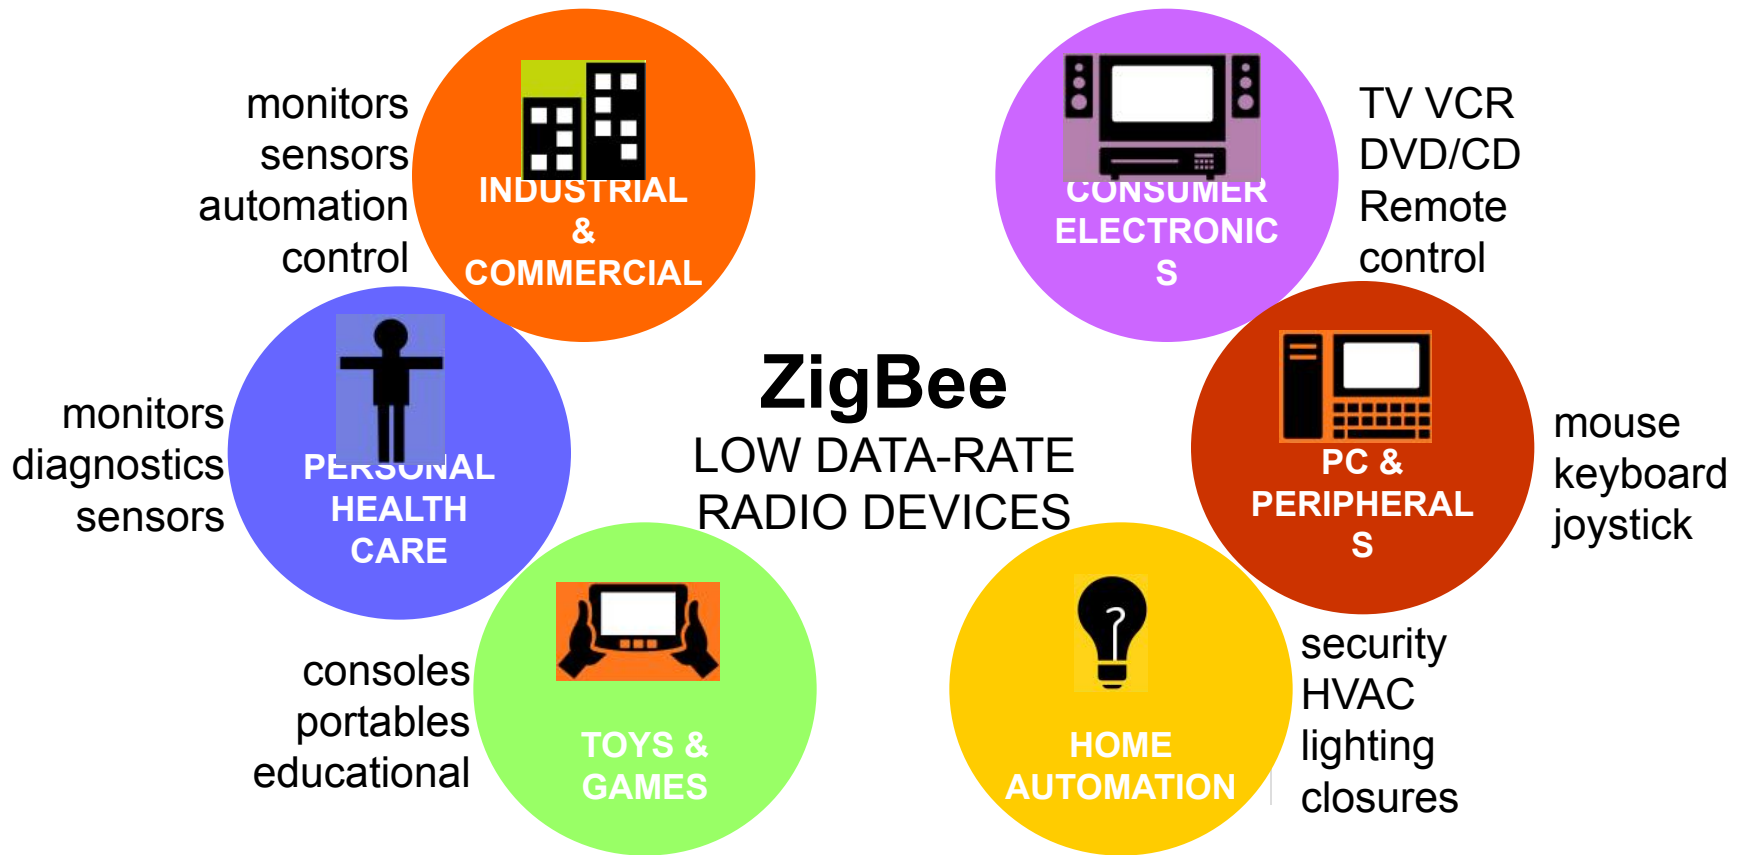 monitors
sensors
automation
control
INDUSTRIAL
&
COMMERCIAL
CONSUMER
ELECTRONIC
S
TV VCR
DVD/CD
Remote
control
monitors
diagnostics
sensors
PERSONAL
HEALTH
CARE
ZigBee
LOW DATA-RATE
RADIO DEVICES
PC &
PERIPHERAL
S
mouse
keyboard
joystick
consoles
portables
educational
TOYS &
GAMES
HOME
AUTOMATION
security
HVAC
lighting
closures